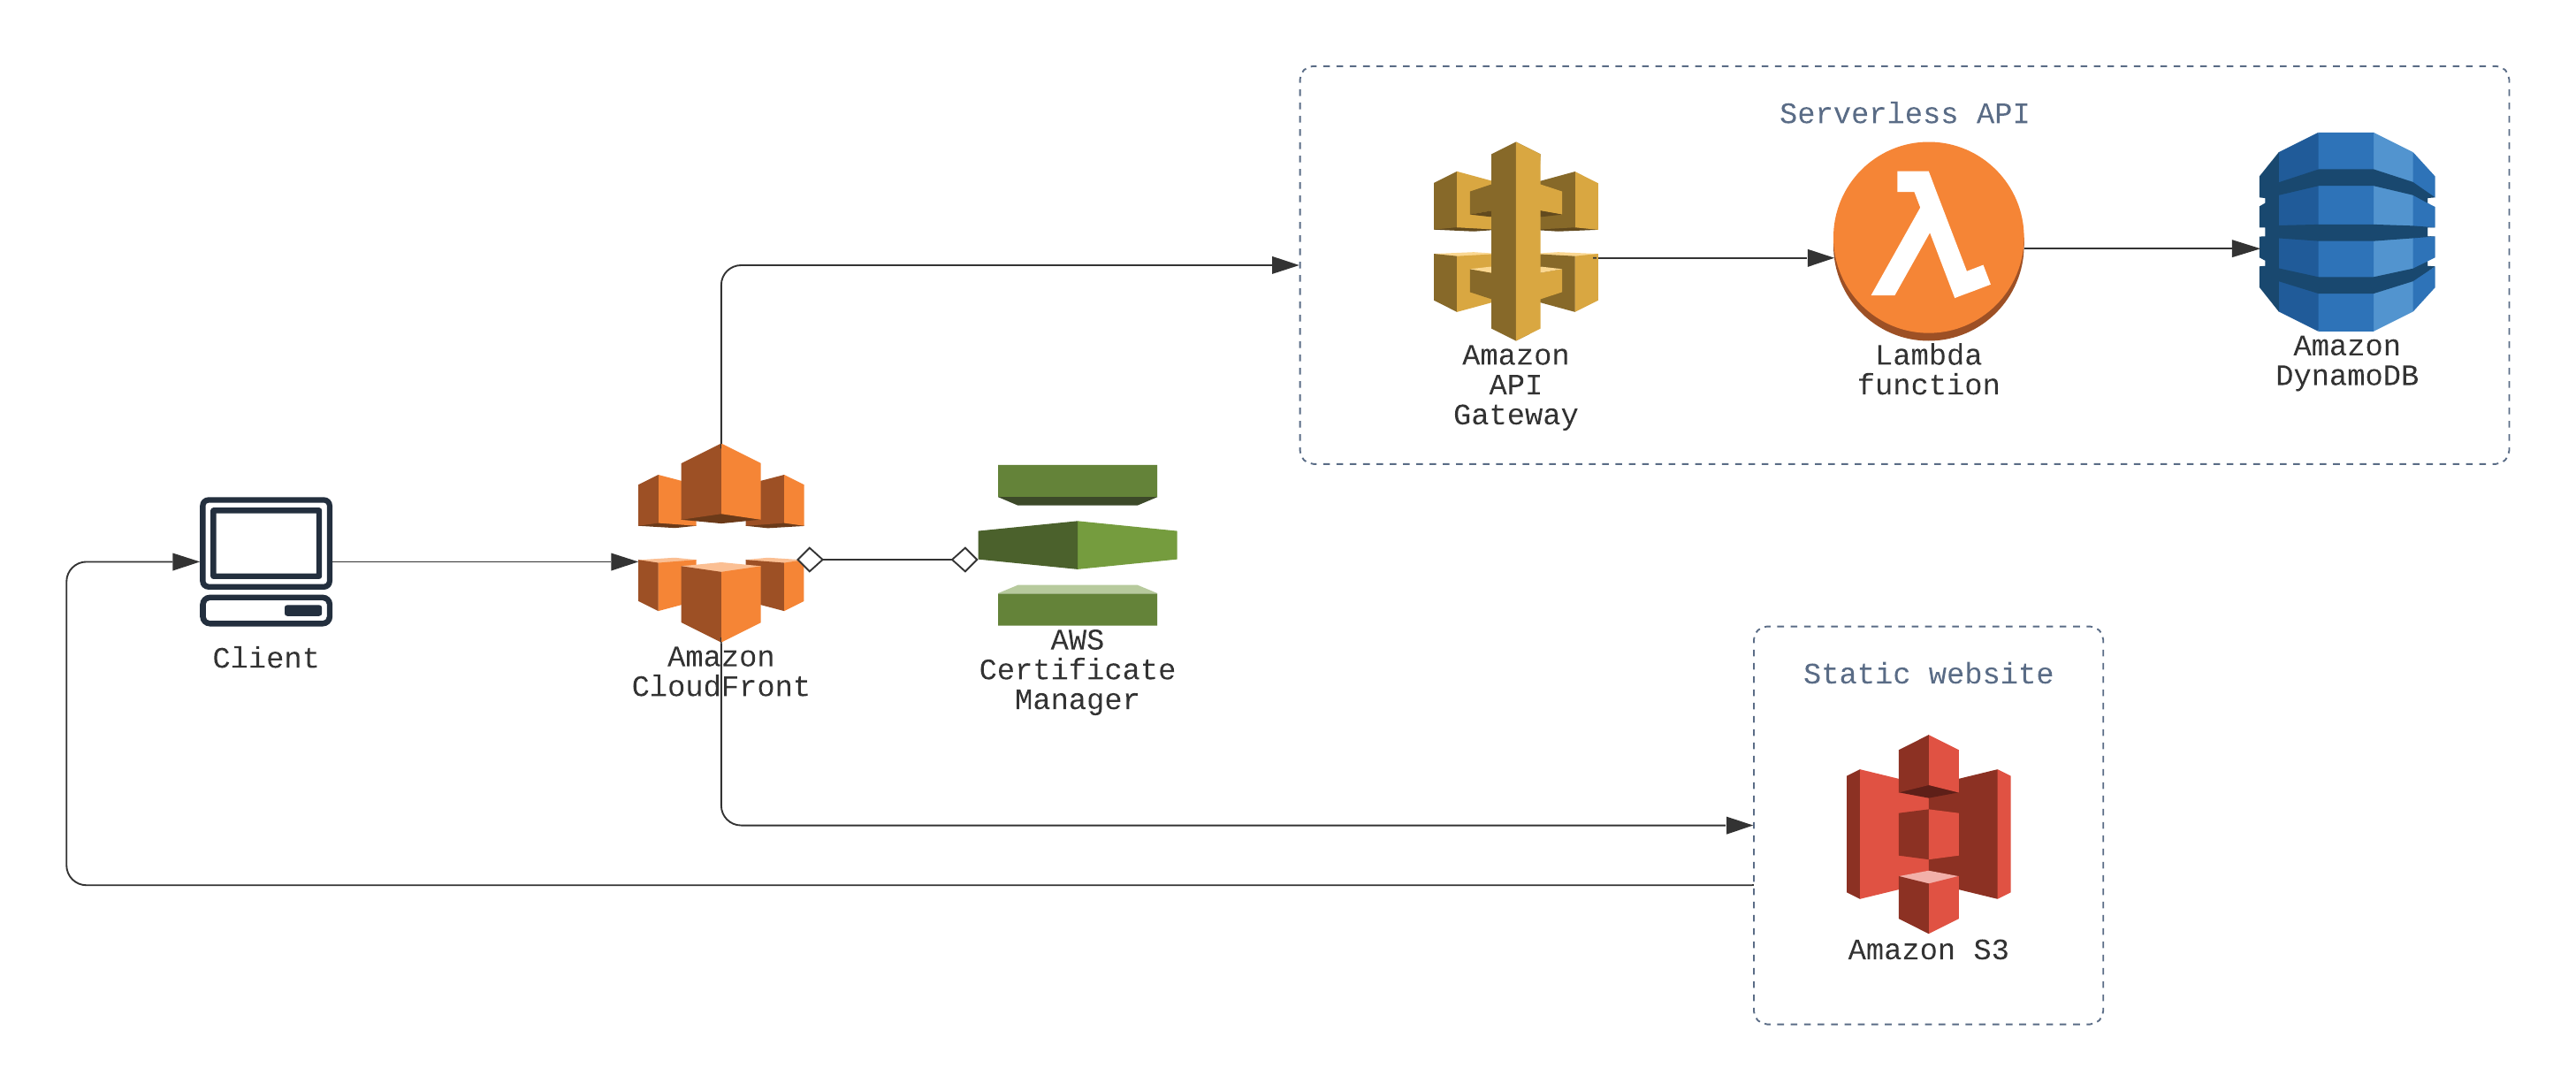 Serverless API
Amazon
API
Gateway
Lambda
function
Amazon
DynamoDB
Client
Amazon
CloudFront
AWS
Certificate
Manager
Static website
Amazon S3